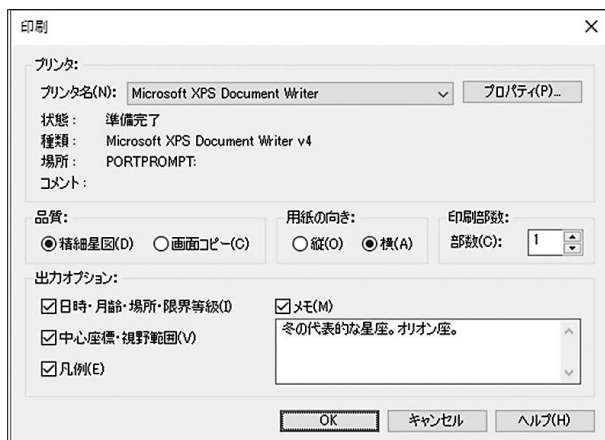 印刷
プリンタ:
プリンタ名(N): Microsoft XPS Document Writer プロパティ(P)...
状態: 準備完了
種類: Microsoft XPS Document Writer v4
場所: PORTPROMPT:
コメント:
品質: 用紙の向き: 印刷部数:
精細星図(D) 画面コピー(C) 縦(O) 横(A) 部数(C): 1
出力オプション:
日時・月齢・場所・限界等級(I) メモ(M)
中心座標・視野範囲(V) 冬の代表的な星座。オリオン座。
凡例(E)
OK キャンセル ヘルプ(H)